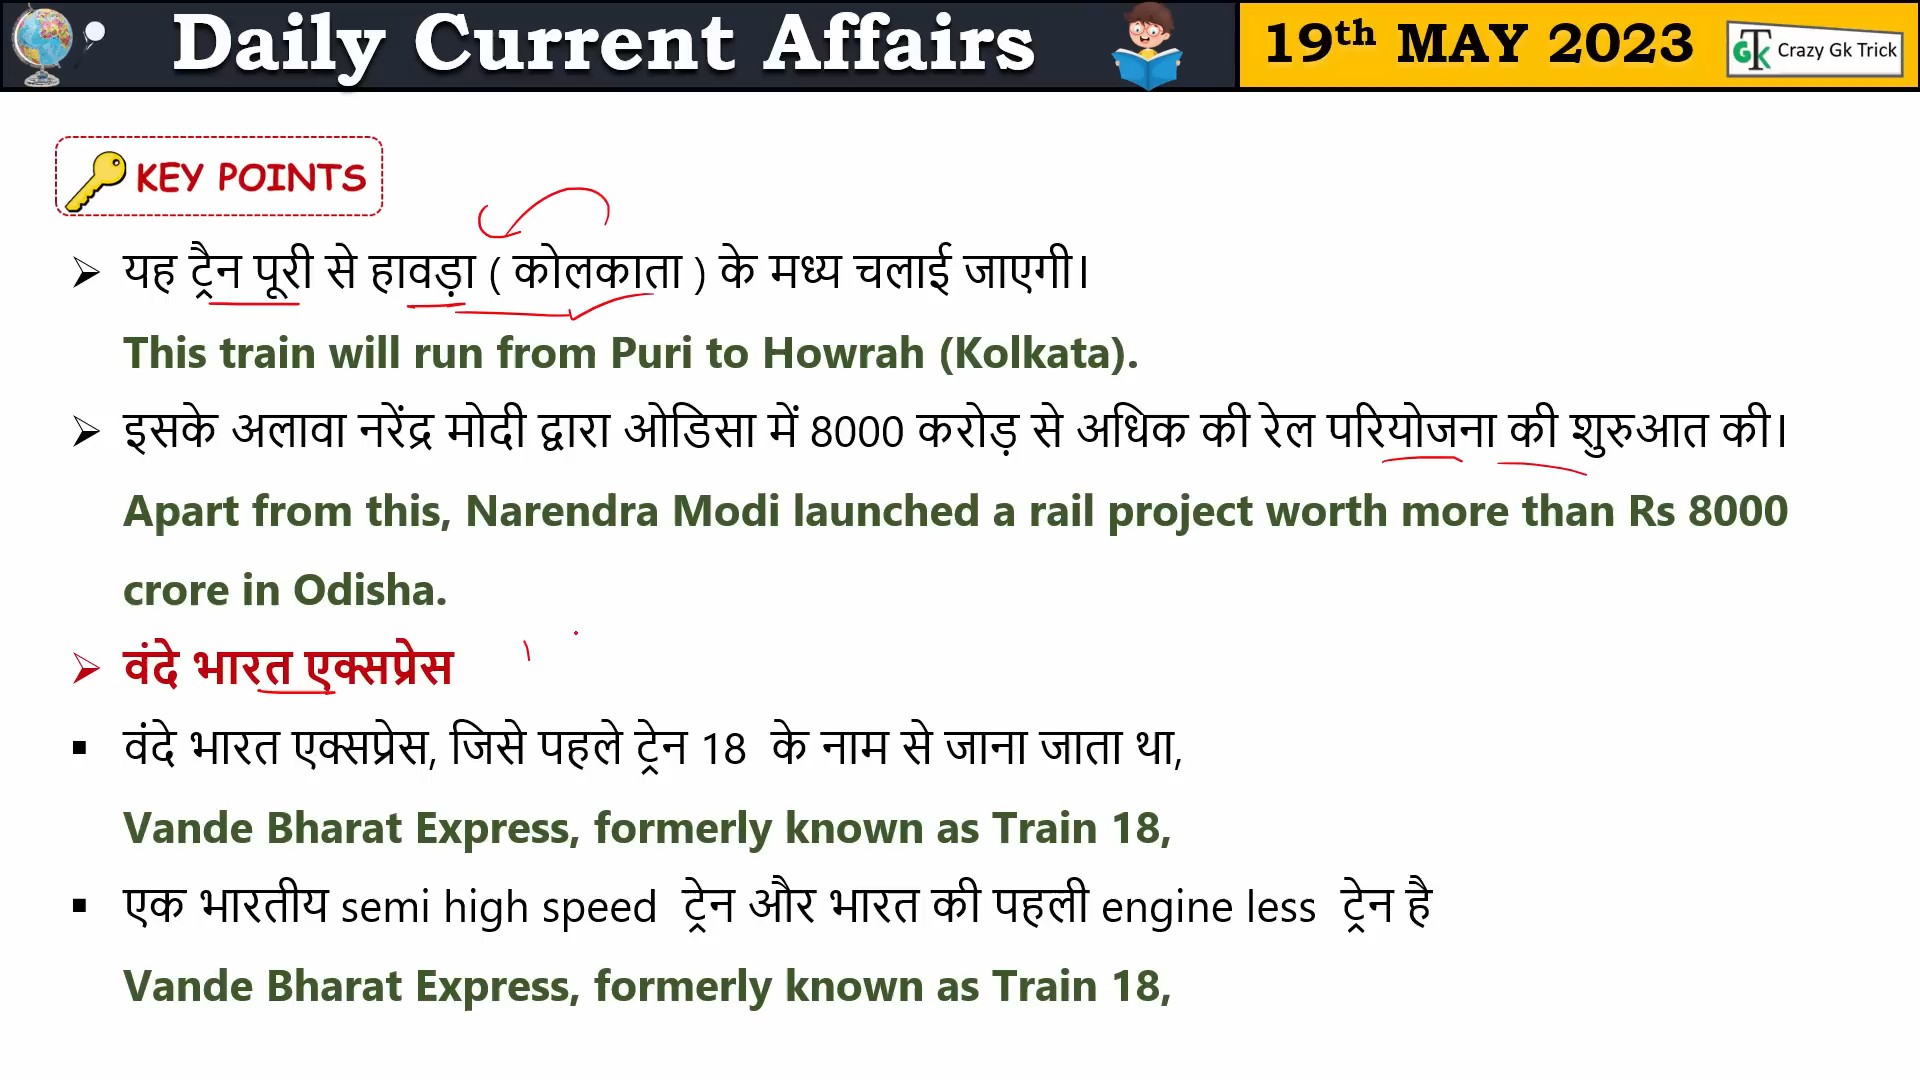 Daily Current Affairs
19th MAY 2023
GTK Crazy Gk Trick
KEY POINTS
➢ यह ट्रैन पूरी से हावड़ा ( कोलकाता ) के मध्य चलाई जाएगी।
This train will run from Puri to Howrah (Kolkata).
➢ इसके अलावा नरेंद्र मोदी द्वारा ओडिसा में 8000 करोड़ से अधिक की रेल परियोजना की शुरुआत की।
Apart from this, Narendra Modi launched a rail project worth more than Rs 8000
crore in Odisha.
➢ वंदे भारत एक्सप्रेस
▪ वंदे भारत एक्सप्रेस, जिसे पहले ट्रेन 18 के नाम से जाना जाता था,
Vande Bharat Express, formerly known as Train 18,
▪ एक भारतीय semi high speed ट्रेन और भारत की पहली engine less ट्रेन है
Vande Bharat Express, formerly known as Train 18,